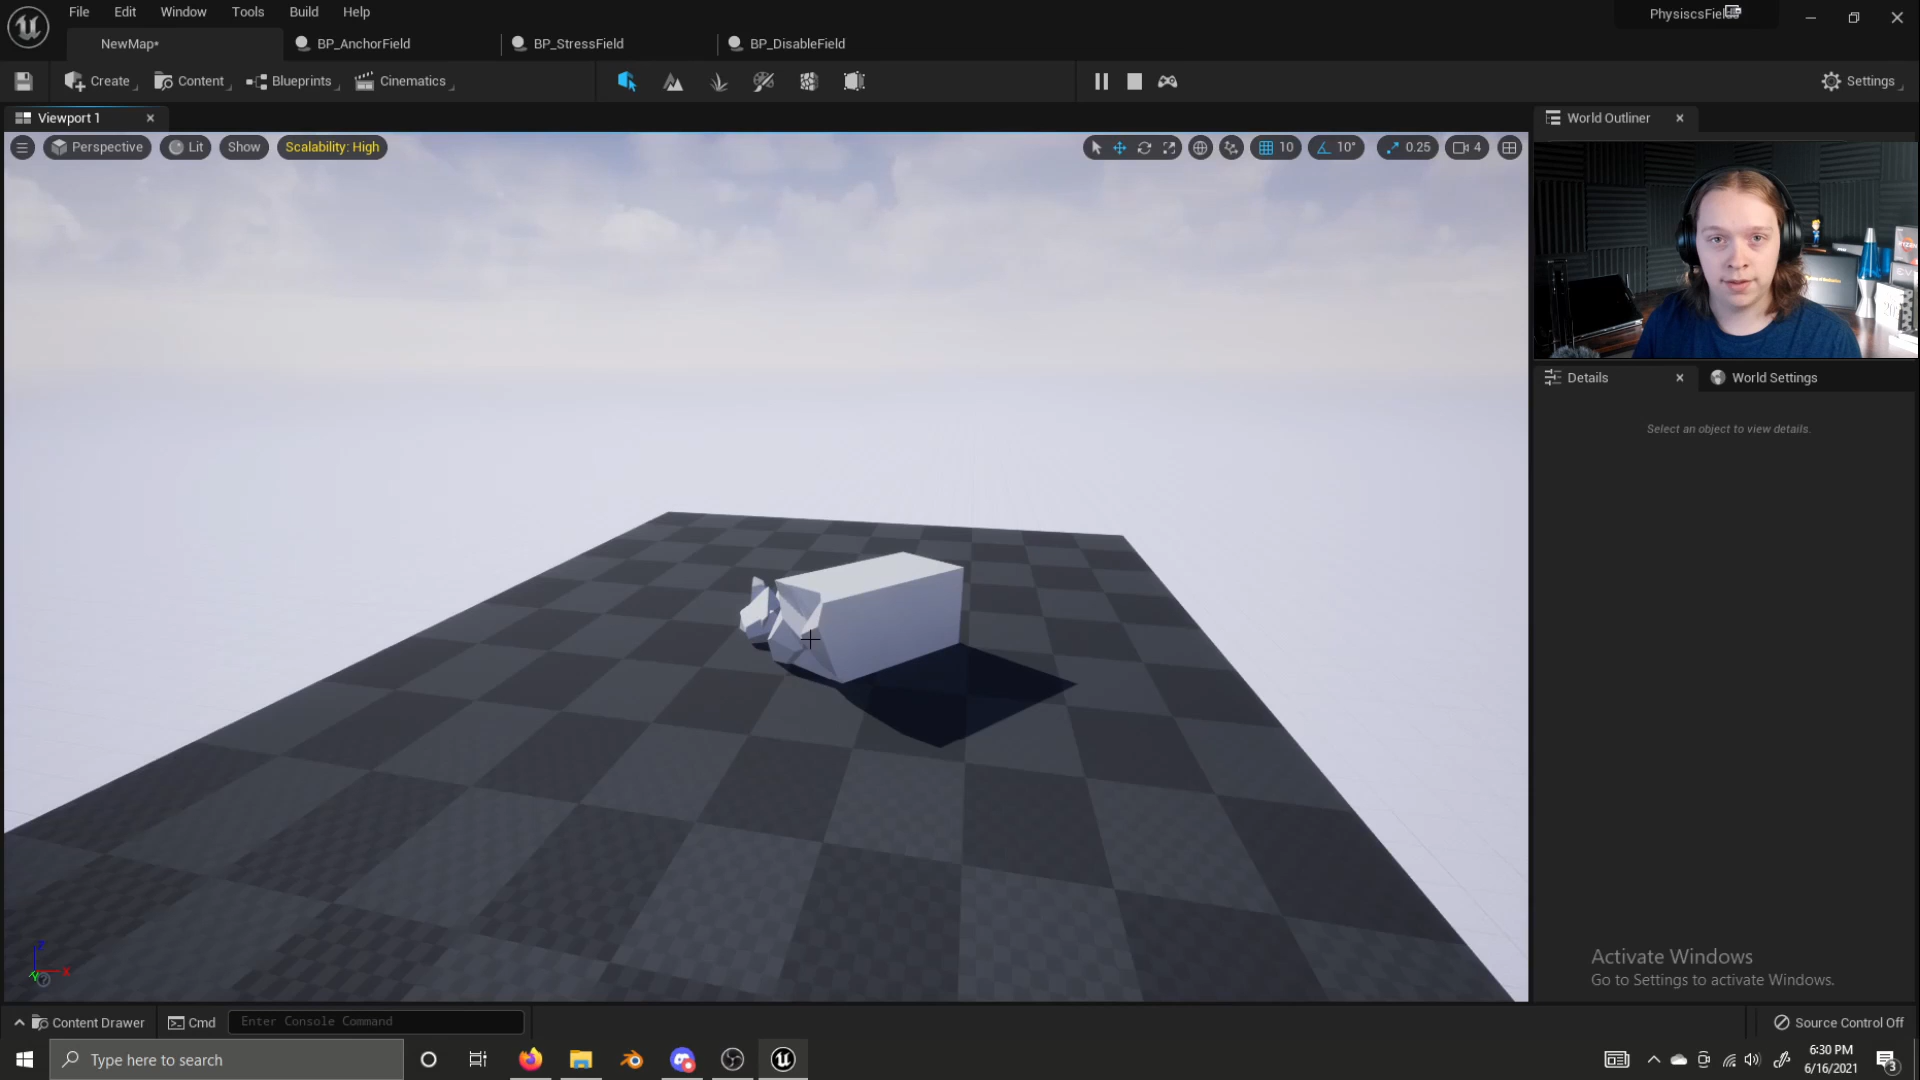 File Edit Window Tools Build Help
NewMap* BP_AnchorField BP_StressField BP_DisableField
Create Content Blueprints Cinematics Settings
Viewport 1
Perspective Lit Show Scalability: High
10 10° 0.25 4
World Outliner
Details World Settings
Select an object to view details.
Z
X
Y
Activate Windows
Go to Settings to activate Windows.
Content Drawer Cmd Enter Console Command Source Control Off
Type here to search
6:30 PM
6/16/2021
3